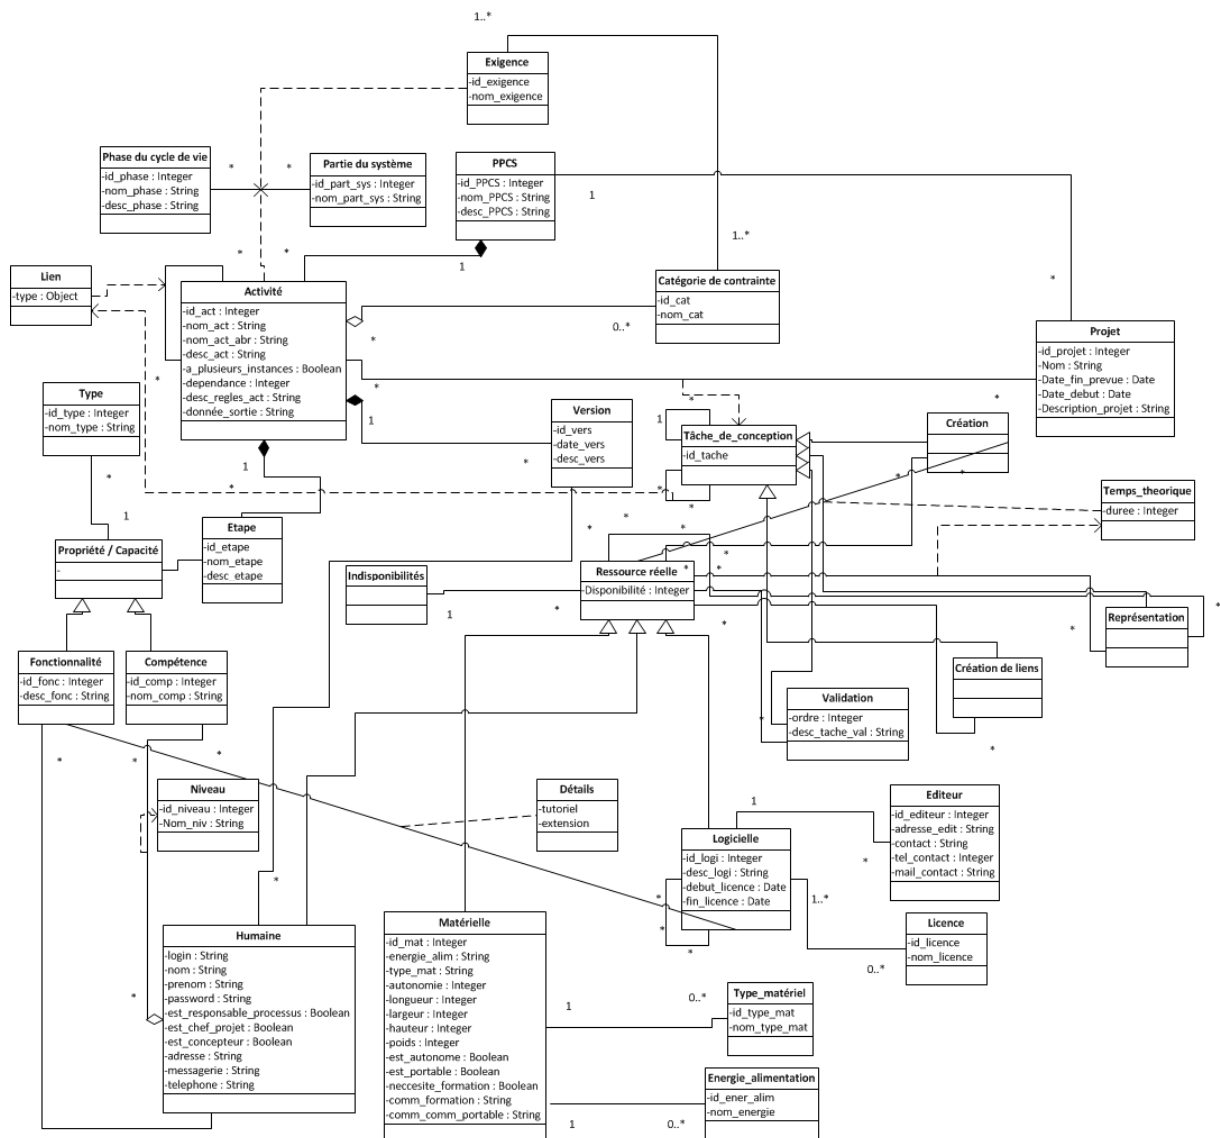 1..*
Exigence
-id_exigence
-nom_exigence
Phase du cycle de vie
-id_phase : Integer
-nom_phase : String
-desc_phase : String
*
*
Partie du système
-id_part_sys : Integer
-nom_part_sys : String
PPCS
-id_PPCS : Integer
-nom_PPCS : String
-desc_PPCS : String
1
1..*
*
*
1
*
Lien
-type : Object
Activité
-id_act : Integer
-nom_act : String
-nom_act_abr : String
-desc_act : String
-a_plusieurs_instances : Boolean
-dependance : Integer
-desc_regles_act : String
-donnée_sortie : String
*
Catégorie de contrainte
-id_cat
-nom_cat
0..*
*
*
Projet
-id_projet : Integer
-Nom : String
-Date_fin_prevue : Date
-Date_debut : Date
-Description_projet : String
Type
-id_type : Integer
-nom_type : String
*
1
1
1
*
Version
-id_vers
-date_vers
-desc_vers
*
*
1
Tâche_de_conception
-id_tache
*
*
*
Création
*
*
*
Temps_theorique
-duree : Integer
Propriété / Capacité
-
Etape
-id_etape
-nom_etape
-desc_etape
Indisponibilités
1
*
*
*
*
*
*
*
*
*
Ressource réelle
-Disponibilité : Integer
Représentation
*
*
Création de liens
*
Validation
-ordre : Integer
-desc_tache_val : String
*
Fonctionnalité
-id_fonc : Integer
-desc_fonc : String
Compétence
-id_comp : Integer
-nom_comp : String
*
*
*
Niveau
-id_niveau : Integer
-Nom_niv : String
Détails
-tutoriel
-extension
Logicielle
-id_logi : Integer
-desc_logi : String
-debut_licence : Date
-fin_licence : Date
*
*
*
1
*
Editeur
-id_editeur : Integer
-adresse_edit : String
-contact : String
-tel_contact : Integer
-mail_contact : String
1..*
0..*
Licence
-id_licence
-nom_licence
*
*
Humaine
-login : String
-nom : String
-prenom : String
-password : String
-est_responsable_processus : Boolean
-est_chef_projet : Boolean
-est_concepteur : Boolean
-adresse : String
-messagerie : String
-telephone : String
Matérielle
-id_mat : Integer
-energie_alim : String
-type_mat : String
-autonomie : Integer
-longueur : Integer
-largeur : Integer
-hauteur : Integer
-poids : Integer
-est_autonome : Boolean
-est_portable : Boolean
-neccesite_formation : Boolean
-comm_formation : String
-comm_comm_portable : String
1
0..*
Type_matériel
-id_type_mat
-nom_type_mat
1
0..*
Energie_alimentation
-id_ener_alim
-nom_energie